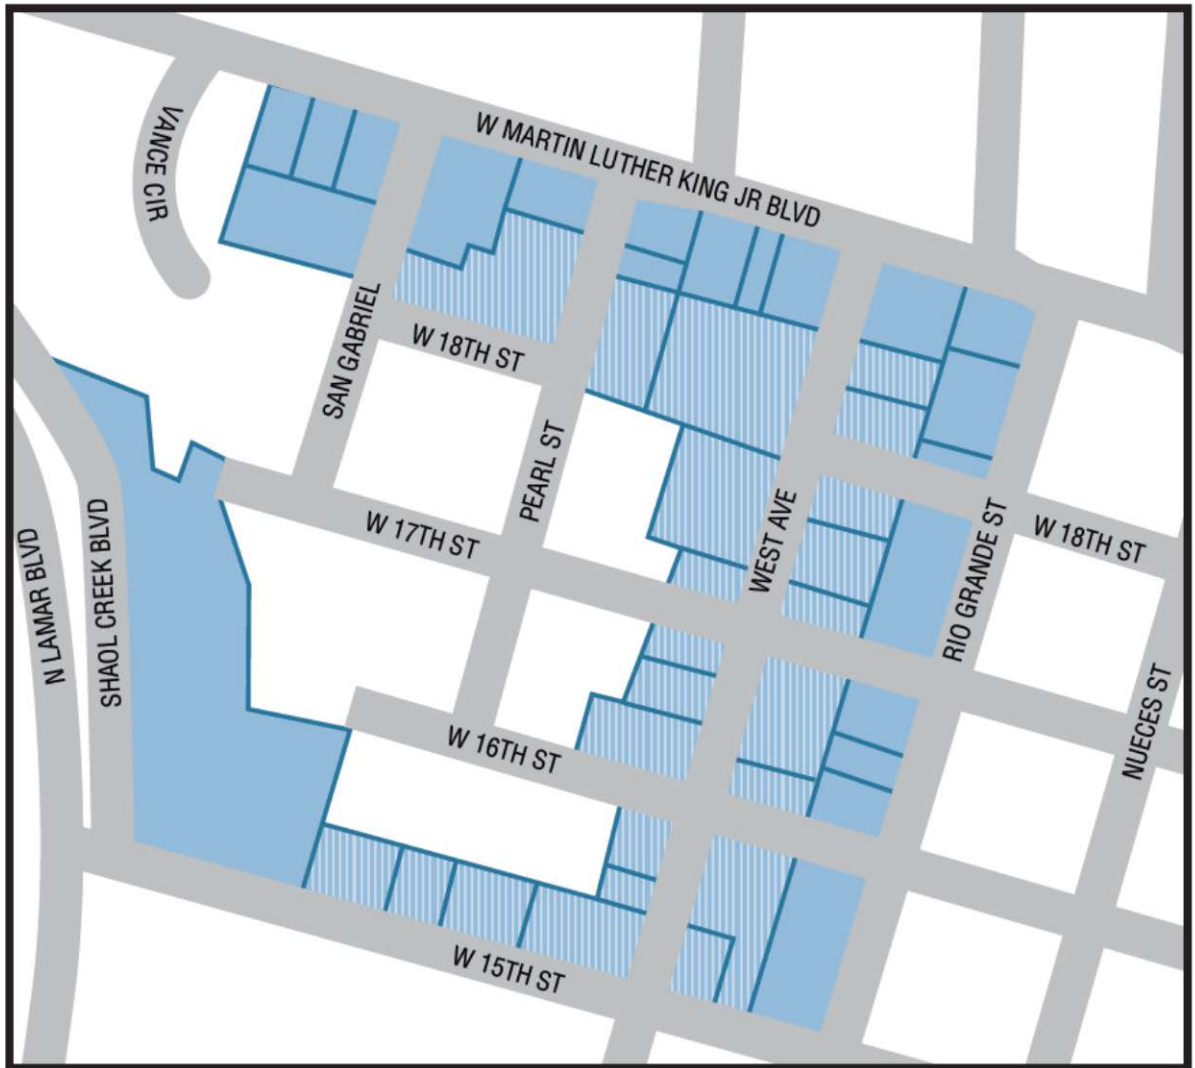 VANCE CIR
W MARTIN LUTHER KING JR BLVD
SAN GABRIEL
W 18TH ST
PEARL ST
W 17TH ST
WEST AVE
RIO GRANDE ST
W 18TH ST
N LAMAR BLVD
SHAOL CREEK BLVD
W 16TH ST
NUECES ST
W 15TH ST